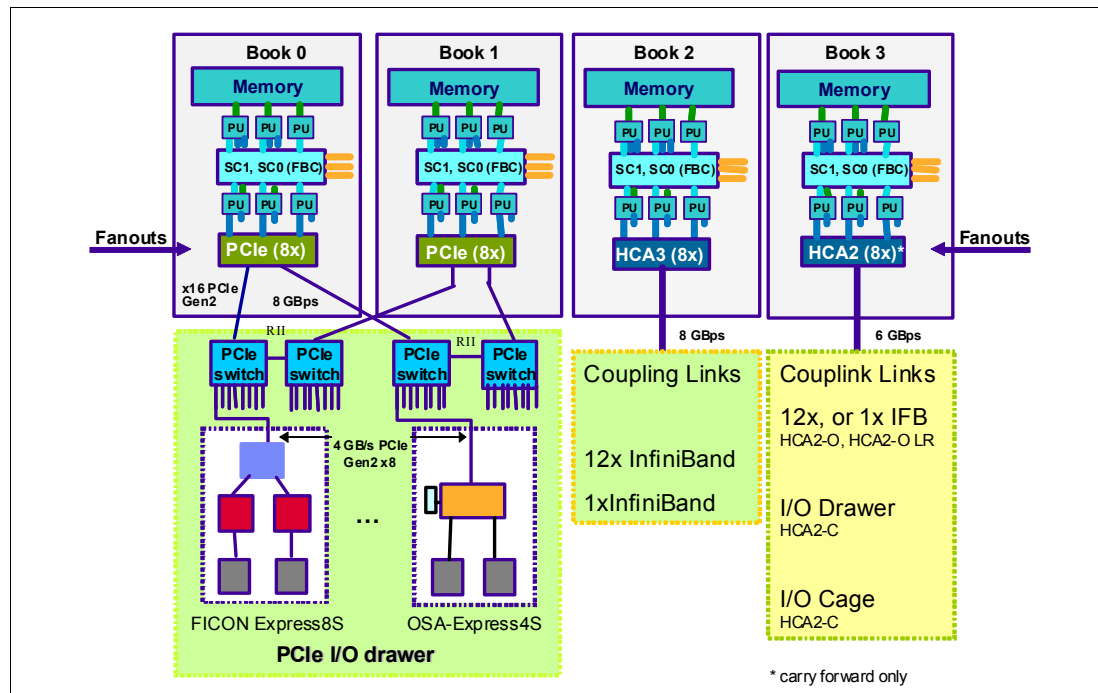 Book 0
Memory
PU PU PU
SC1, SC0 (FBC)
PU PU PU
PCIe (8x)
Book 1
Memory
PU PU PU
SC1, SC0 (FBC)
PU PU PU
PCIe (8x)
Book 2
Memory
PU PU PU
SC1, SC0 (FBC)
PU PU PU
HCA3 (8x)
Book 3
Memory
PU PU PU
SC1, SC0 (FBC)
PU PU PU
HCA2 (8x)*
Fanouts
Fanouts
x16 PCIe
Gen2
8 GBps
8 GBps
6 GBps
RII
RII
PCIe
switch
PCIe
switch
PCIe
switch
PCIe
switch
4 GB/s PCIe
Gen2 x8
...
FICON Express8S
OSA-Express4S
PCIe I/O drawer
Coupling Links
12x InfiniBand
1xInfiniBand
Couplink Links
12x, or 1x IFB
HCA2-O, HCA2-O LR
I/O Drawer
HCA2-C
I/O Cage
HCA2-C
* carry forward only